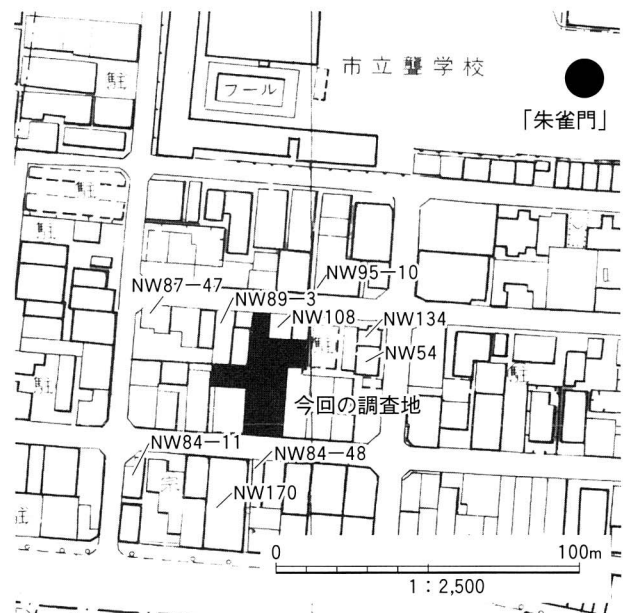 市立聾学校
プール
駐
「朱雀門」
駐
駐
NW95-10
NW87-47
NW89-3
NW108
NW134
駐
NW54
駐
駐
今回の調査地
NW84-11
NW84-48
NW170
0
100m
1:2,500